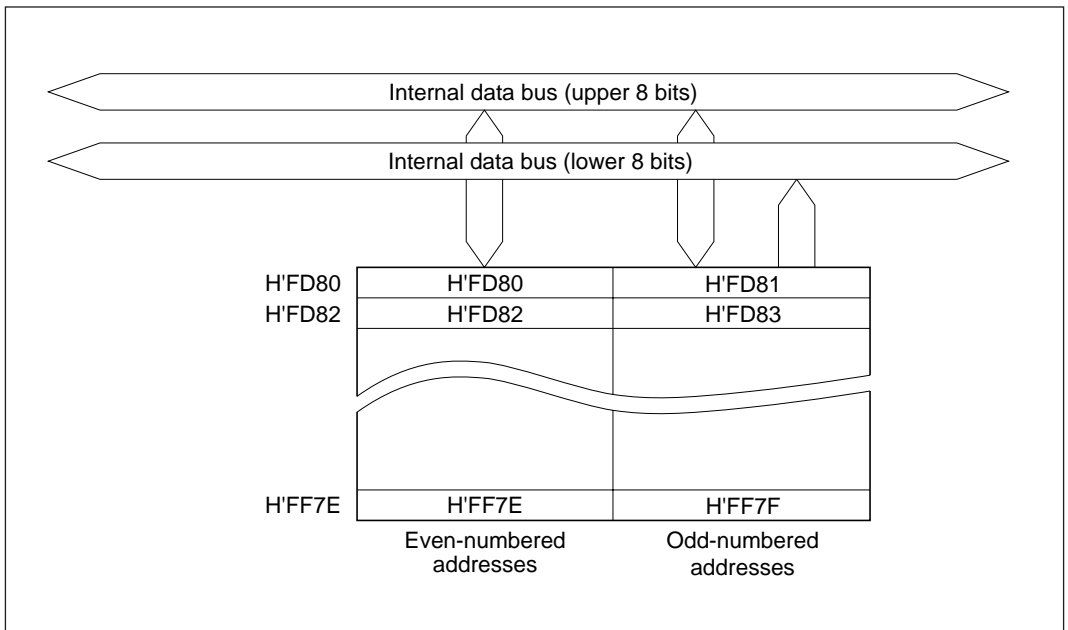 Internal data bus (upper 8 bits)
Internal data bus (lower 8 bits)
H'FD80 H'FD80 H'FD81
H'FD82 H'FD82 H'FD83
H'FF7E H'FF7E H'FF7F
Even-numbered addresses
Odd-numbered addresses